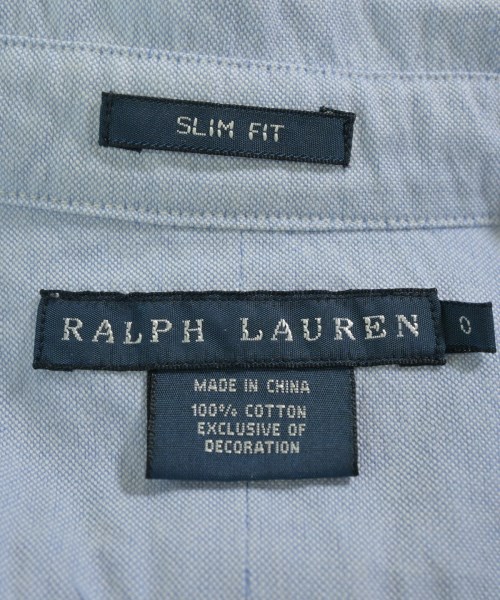 SLIM FIT
RALPH LAUREN 0
MADE IN CHINA
100% COTTON
EXCLUSIVE OF
DECORATION